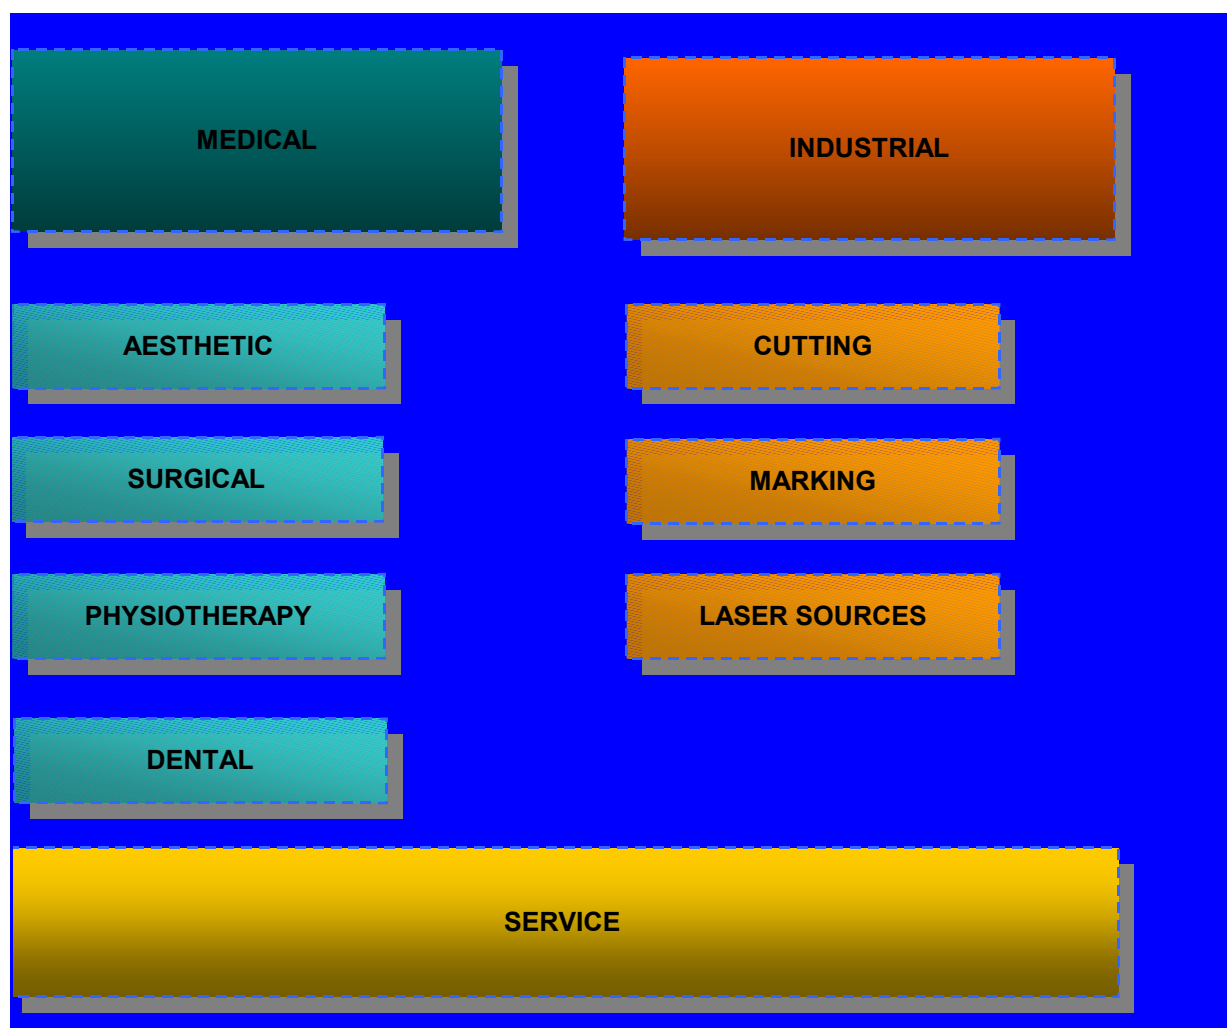 MEDICAL
INDUSTRIAL
AESTHETIC
CUTTING
SURGICAL
MARKING
PHYSIOTHERAPY
LASER SOURCES
DENTAL
SERVICE